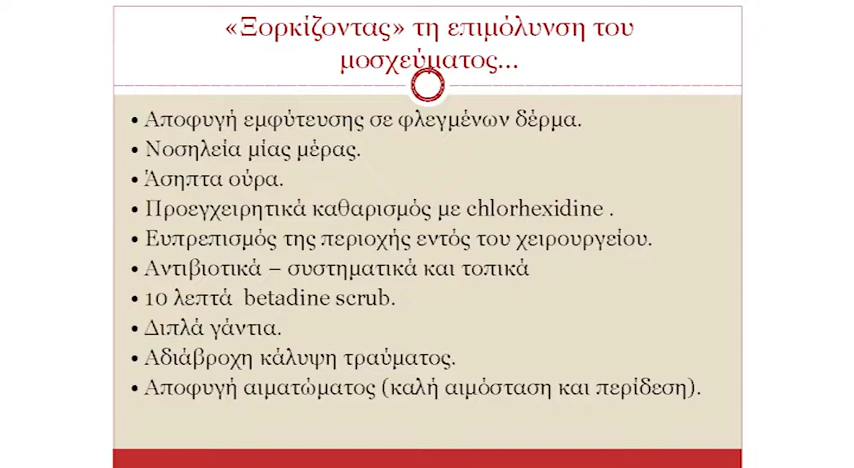 «Ξορκίζοντας» τη επιμόλυνση του
μοσχεύματος...
• Αποφυγή εμφύτευσης σε φλεγμένων δέρμα.
• Νοσηλεία μίας μέρας.
• Άσηπτα ούρα.
• Προεγχειρητικά καθαρισμός με chlorhexidine .
• Ευπρεπισμός της περιοχής εντός του χειρουργείου.
• Αντιβιοτικά – συστηματικά και τοπικά
• 10 λεπτά betadine scrub.
• Διπλά γάντια.
• Αδιάβροχη κάλυψη τραύματος.
• Αποφυγή αιματώματος (καλή αιμόσταση και περίδεση).